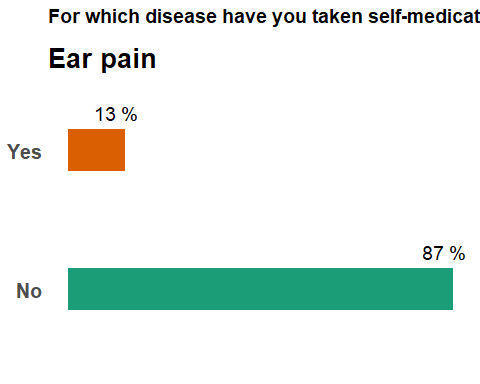 For which disease have you taken self-medicat
Ear pain
13 %
Yes
87 %
No